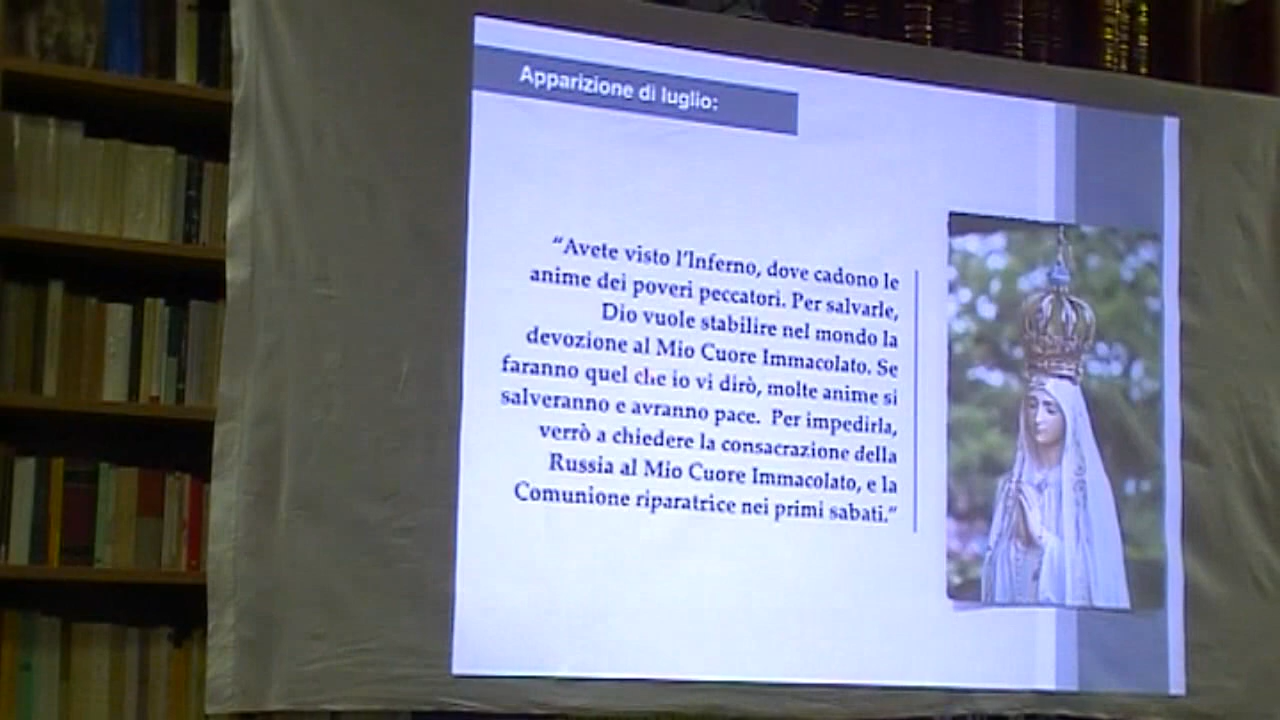 Apparizione di luglio:
“Avete visto l’Inferno, dove cadono le
anime dei poveri peccatori. Per salvarle,
Dio vuole stabilire nel mondo la
devozione al Mio Cuore Immacolato. Se
faranno quel che io vi dirò, molte anime si
salveranno e avranno pace.  Per impedirla,
verrò a chiedere la consacrazione della
Russia al Mio Cuore Immacolato, e la
Comunione riparatrice nei primi sabati.”